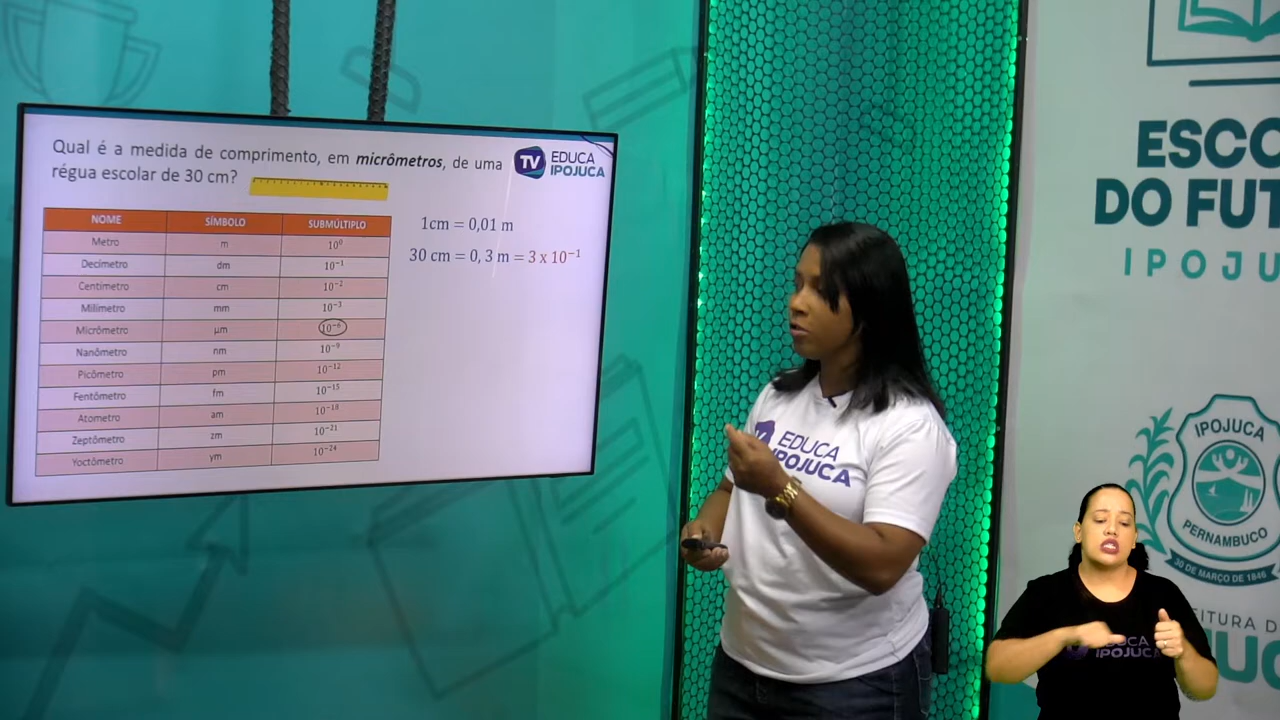 Qual é a medida de comprimento, em micrômetros, de uma
régua escolar de 30 cm?
TV EDUCA
IPOJUCA
NOME SÍMBOLO SUBMÚLTIPLO
Metro m 10⁰
Decímetro dm 10⁻¹
Centímetro cm 10⁻²
Milímetro mm 10⁻³
Micrômetro μm 10⁻⁶
Nanômetro nm 10⁻⁹
Picômetro pm 10⁻¹²
Fentômetro fm 10⁻¹⁵
Atometro am 10⁻¹⁸
Zeptômetro zm 10⁻²¹
Yoctômetro ym 10⁻²⁴
1cm = 0,01 m
30 cm = 0, 3 m = 3 x 10⁻¹
EDUCA
IPOJUCA
ESCO
DO FUT
IPOJU
IPOJUCA
PERNAMBUCO
30 DE MARÇO DE 1846
EITURA D
UC
EDUCA
IPOJUCA